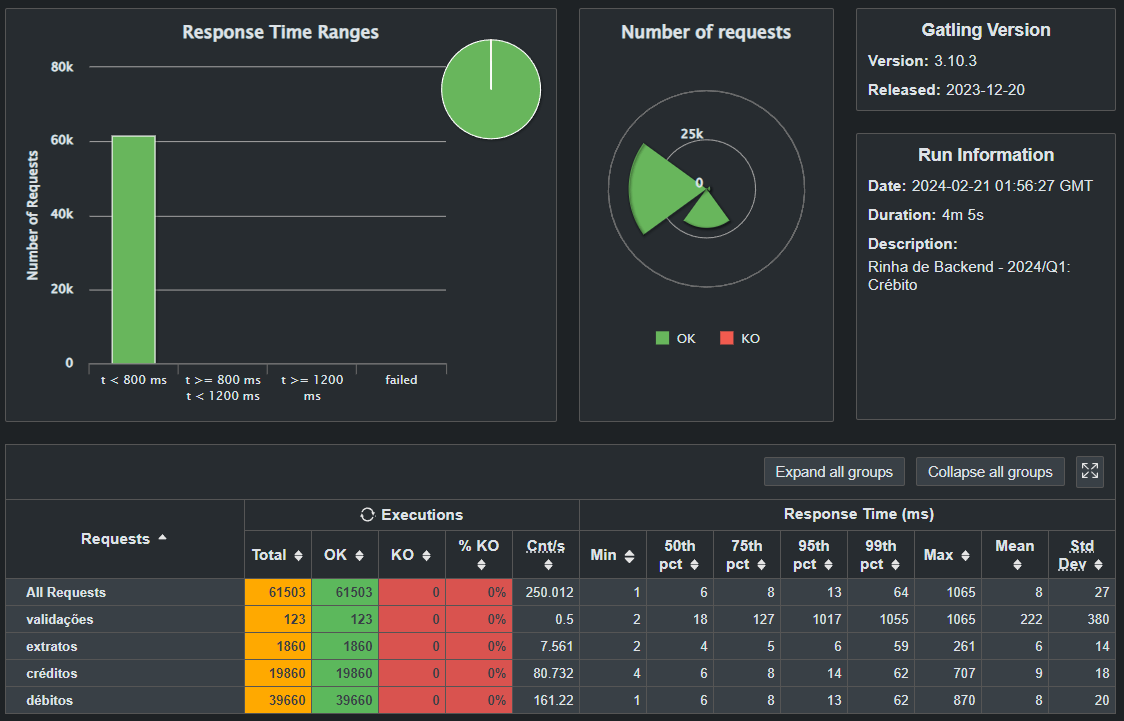 Response Time Ranges
80k
60k
40k
20k
0
Number of Requests
t < 800 ms
t >= 800 ms
t < 1200 ms
t >= 1200
ms
failed
Number of requests
25k
0
OK
KO
Gatling Version
Version: 3.10.3
Released: 2023-12-20
Run Information
Date: 2024-02-21 01:56:27 GMT
Duration: 4m 5s
Description:
Rinha de Backend - 2024/Q1:
Crébito
Expand all groups
Collapse all groups
Requests
Executions
Response Time (ms)
Total OK KO % KO Cnt/s Min 50th pct 75th pct 95th pct 99th pct Max Mean Std Dev
All Requests 61503 61503 0 0% 250.012 1 6 8 13 64 1065 8 27
validações 123 123 0 0% 0.5 2 18 127 1017 1055 1065 222 380
extratos 1860 1860 0 0% 7.561 2 4 5 6 59 261 6 14
créditos 19860 19860 0 0% 80.732 4 6 8 14 62 707 9 18
débitos 39660 39660 0 0% 161.22 1 6 8 13 62 870 8 20